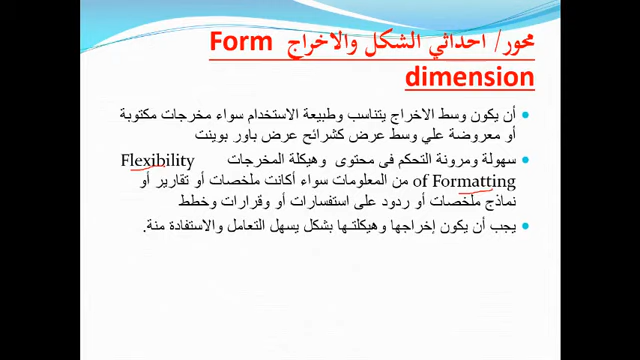 محور/ احداثي الشكل والاخراج Form
dimension
أن يكون وسط الاخراج يتناسب وطبيعة الاستخدام سواء مخرجات مكتوبة
أو معروضة علي وسط عرض كشرائح عرض باور بوينت
سهولة ومرونة التحكم فى محتوى وهيكلة المخرجات Flexibility
of Formatting من المعلومات سواء أكانت ملخصات أو تقارير أو
نماذج ملخصات أو ردود على استفسارات أو وقرارات وخطط
يجب أن يكون إخراجها وهيكلتـها بشكل يسهل التعامل والاستفادة منة.